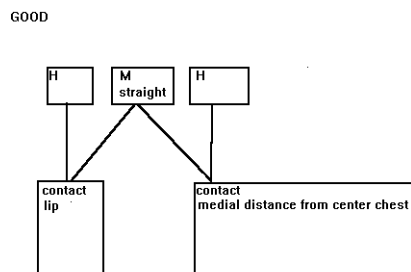 GOOD
H M H
straight
contact
lip
contact
medial distance from center chest